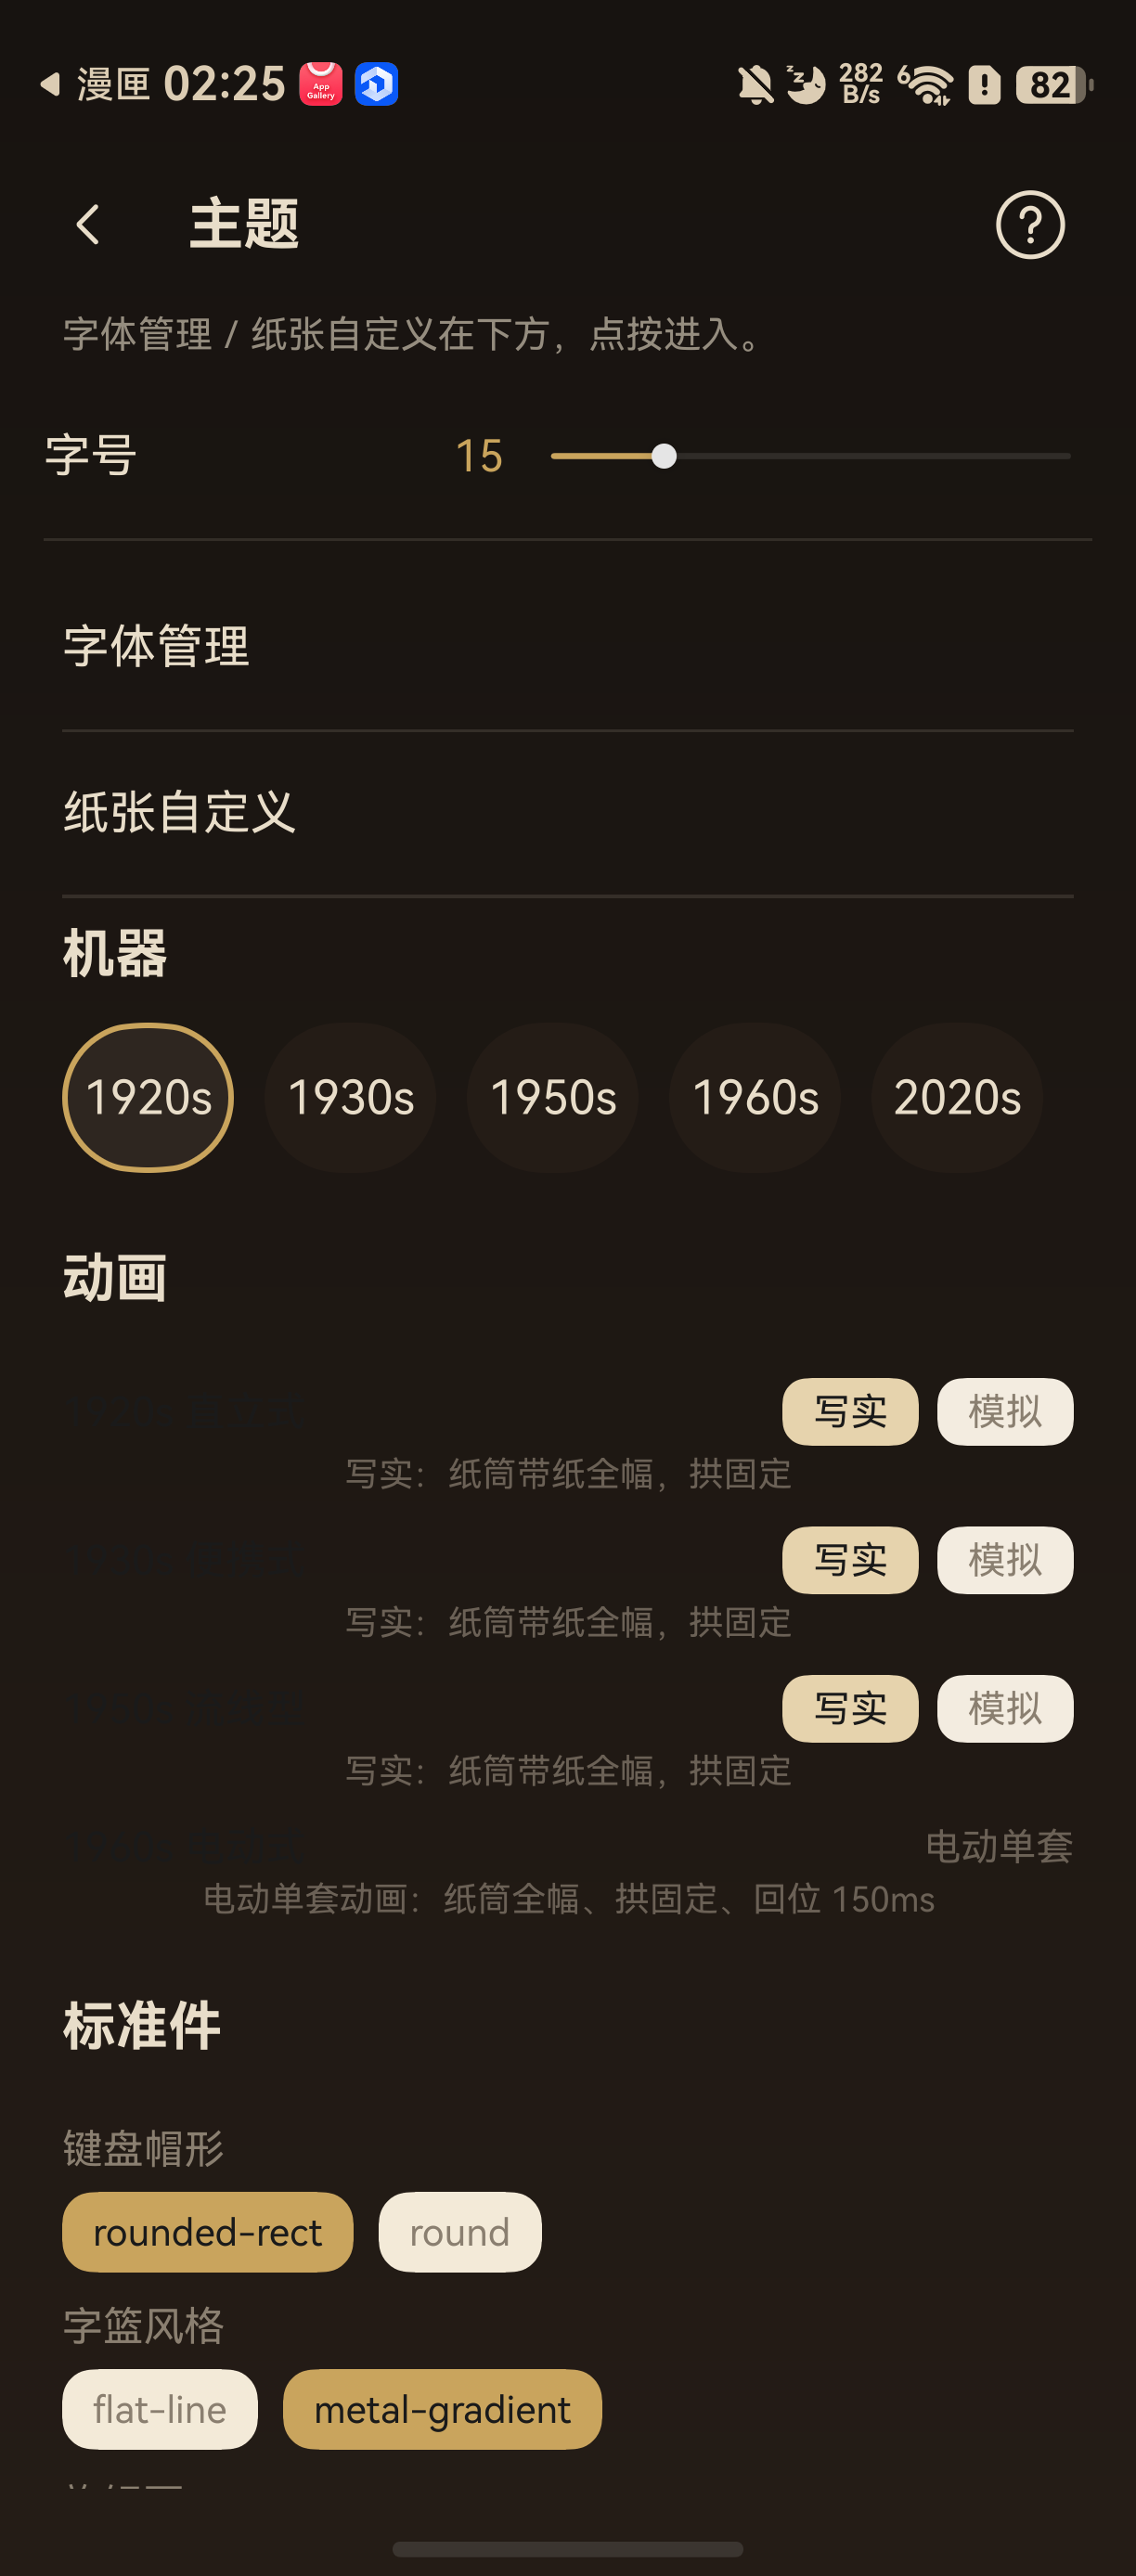 漫匣 02:25 App Gallery 282 B/s 6 82
主题
字体管理 / 纸张自定义在下方，点按进入。
字号 15
字体管理
纸张自定义
机器
1920s 1930s 1950s 1960s 2020s
动画
写实 模拟
写实：纸筒带纸全幅，拱固定
写实 模拟
写实：纸筒带纸全幅，拱固定
写实 模拟
写实：纸筒带纸全幅，拱固定
电动单套
电动单套动画：纸筒全幅、拱固定、回位 150ms
标准件
键盘帽形
rounded-rect round
字篮风格
flat-line metal-gradient